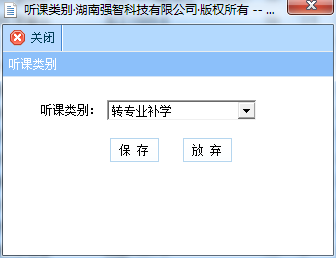 听课类别·湖南强智科技有限公司·版权所有 -- ...
关闭
听课类别
听课类别： 转专业补学
保 存 放 弃